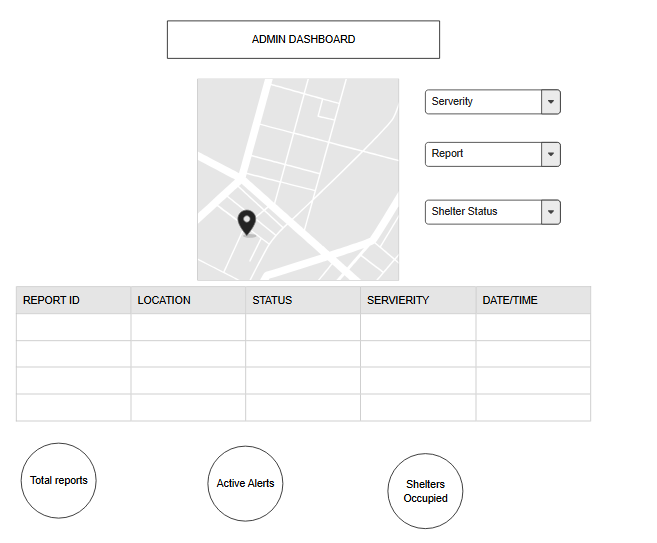 ADMIN DASHBOARD
Serverity
Report
Shelter Status
REPORT ID LOCATION STATUS SERVIERITY DATE/TIME
Total reports
Active Alerts
Shelters
Occupied